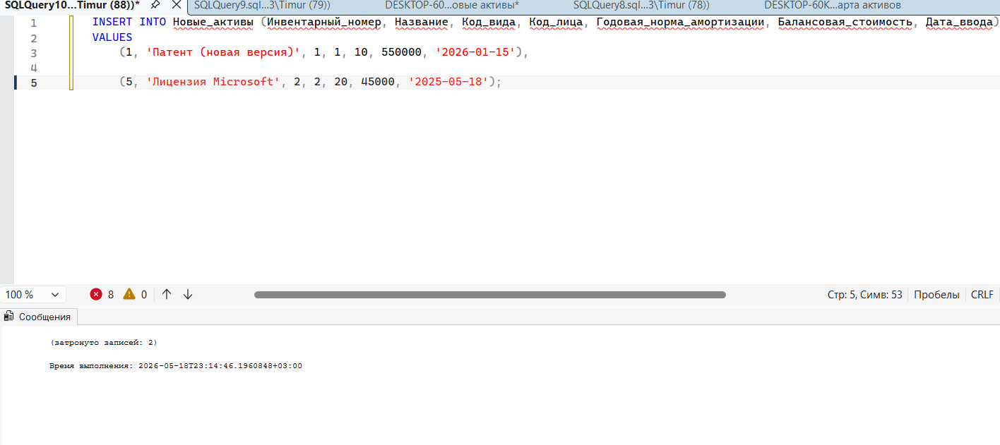 SQLQuery10...Timur (88))* SQLQuery9.sql...3\Timur (79)) DESKTOP-60...овые активы* SQLQuery8.sql...3\Timur (78)) DESKTOP-60K...арта активов
1 INSERT INTO Новые_активы (Инвентарный_номер, Название, Код_вида, Код_лица, Годовая_норма_амортизации, Балансовая_стоимость, Дата_ввода)
2 VALUES
3 (1, 'Патент (новая версия)', 1, 1, 10, 550000, '2026-01-15'),
4
5 (5, 'Лицензия Microsoft', 2, 2, 20, 45000, '2025-05-18');
100 % 8 0 Стр: 5, Симв: 53 Пробелы CRLF
Сообщения
(затронуто записей: 2)
Время выполнения: 2026-05-18T23:14:46.1960848+03:00